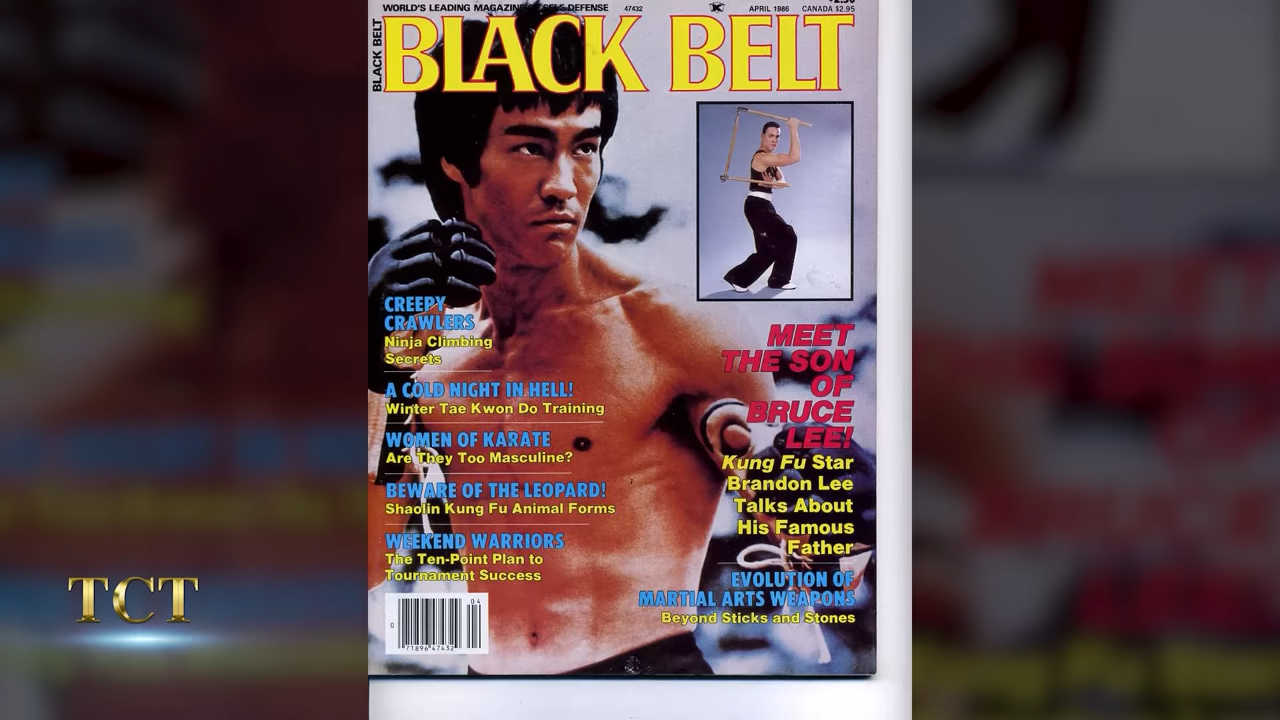 WORLD'S LEADING MAGAZINE OF SELF-DEFENSE 47432 APRIL 1986 CANADA $2.95
BLACK BELT
BLACK BELT
CREEPY
CRAWLERS
Ninja Climbing
Secrets
A COLD NIGHT IN HELL!
Winter Tae Kwon Do Training
WOMEN OF KARATE
Are They Too Masculine?
BEWARE OF THE LEOPARD!
Shaolin Kung Fu Animal Forms
WEEKEND WARRIORS
The Ten-Point Plan to
Tournament Success
MEET
THE SON
OF
BRUCE
LEE!
Kung Fu Star
Brandon Lee
Talks About
His Famous
Father
EVOLUTION OF
MARTIAL ARTS WEAPONS
Beyond Sticks and Stones
04
0
71896 47432
TCT